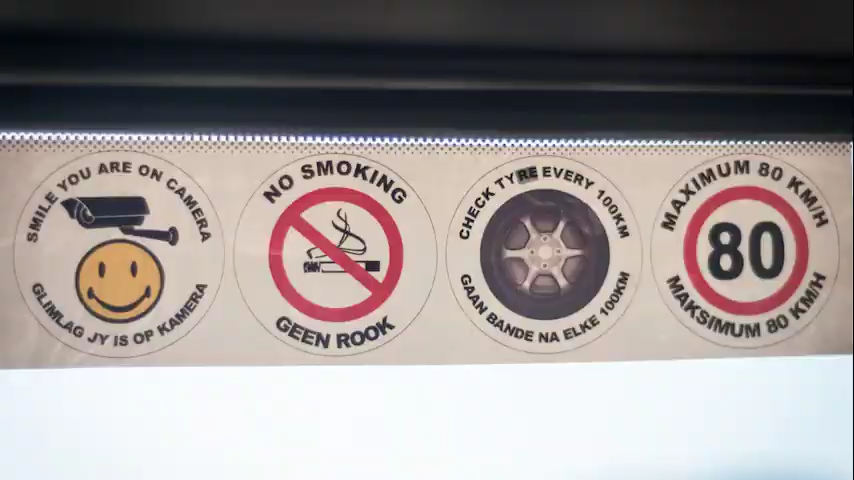 SMILE YOU ARE ON CAMERA
GLIMLAG JY IS OP KAMERA
NO SMOKING
GEEN ROOK
CHECK TYRE EVERY 100KM
GAAN BANDE NA ELKE 100KM
MAXIMUM 80 KM/H
80
MAKSIMUM 80 KM/H